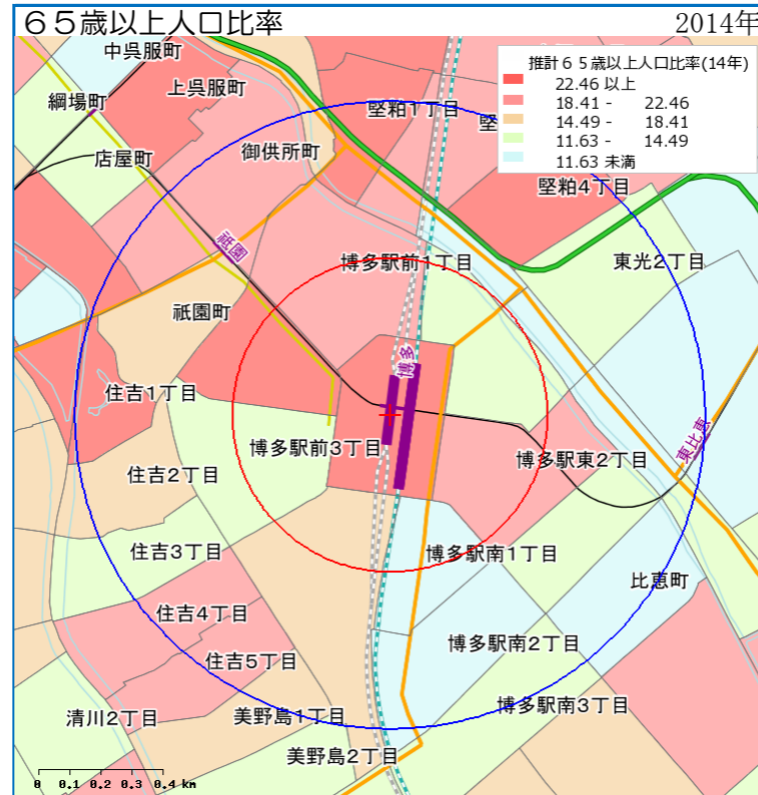 65歳以上人口比率
2014年
推計65歳以上人口比率(14年)
22.46 以上
18.41 - 22.46
14.49 - 18.41
11.63 - 14.49
11.63 未満
中呉服町
上呉服町
綱場町
堅粕1丁目
店屋町
御供所町
堅粕4丁目
祇園
博多駅前1丁目
東光2丁目
祇園町
博多
住吉1丁目
博多駅前3丁目
博多駅東2丁目
東比恵
住吉2丁目
住吉3丁目
博多駅南1丁目
比恵町
住吉4丁目
博多駅南2丁目
住吉5丁目
清川2丁目
美野島1丁目
博多駅南3丁目
美野島2丁目
0 0.1 0.2 0.3 0.4 km